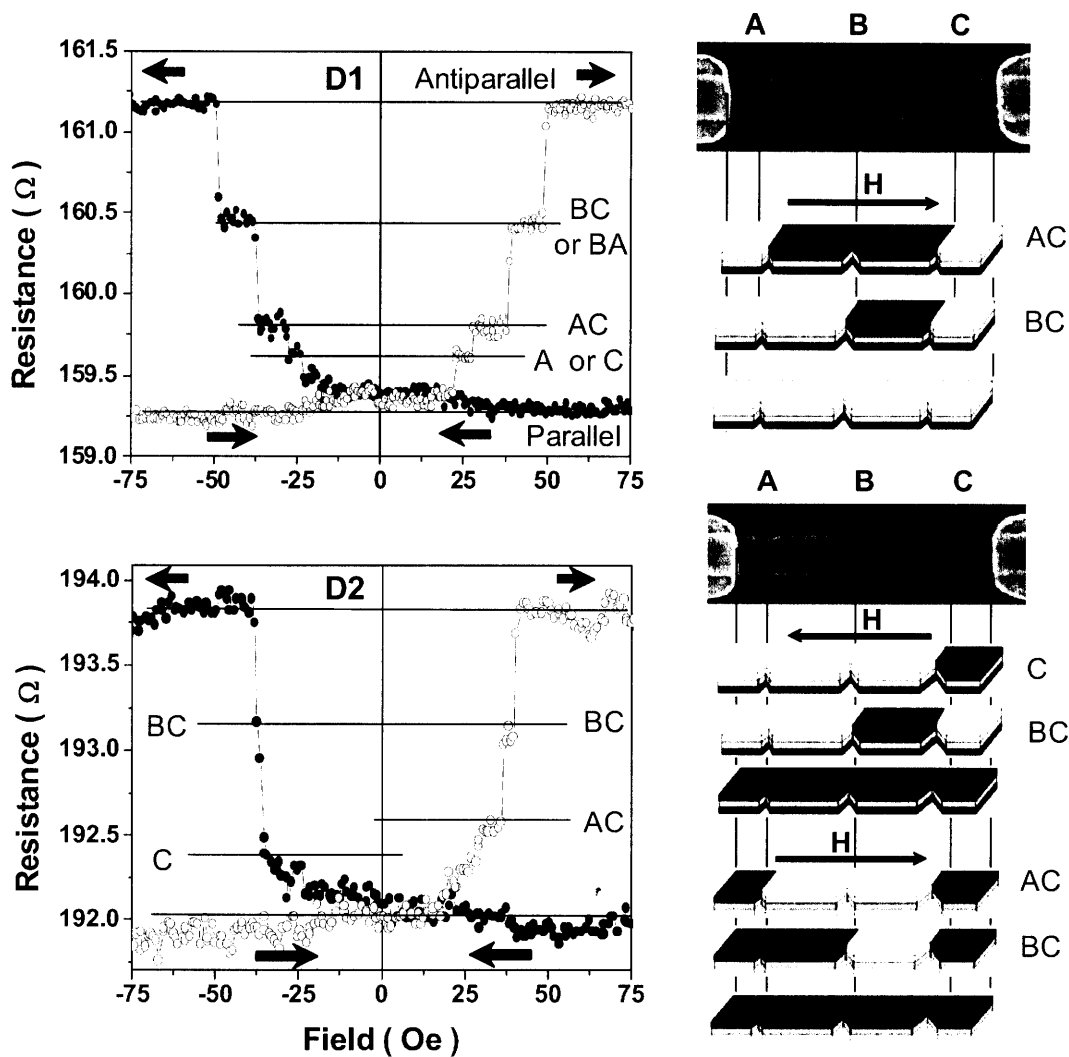 161.5
161.0
160.5
160.0
159.5
159.0
Resistance ( Ω )
D1
Antiparallel
BC
or BA
AC
A or C
Parallel
-75 -50 -25 0 25 50 75
A B C
H
AC
BC
194.0
193.5
193.0
192.5
192.0
Resistance ( Ω )
D2
BC BC
AC
C
-75 -50 -25 0 25 50 75
Field ( Oe )
A B C
H
C
BC
H
AC
BC